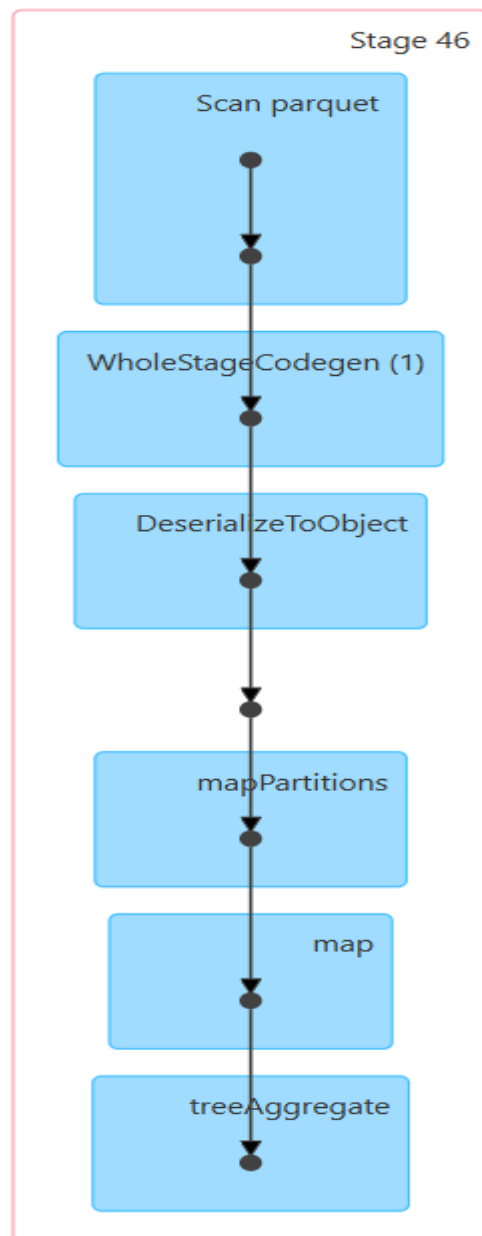 Stage 46
Scan parquet
WholeStageCodegen (1)
DeserializeToObject
mapPartitions
map
treeAggregate